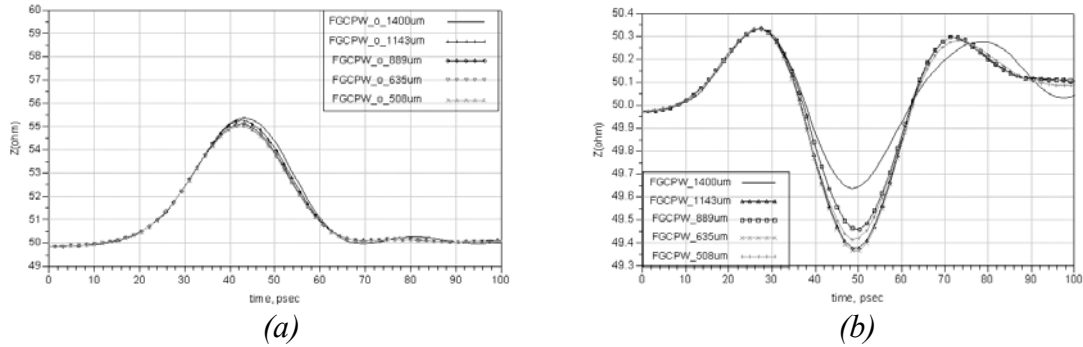 60
59
58
57
56
55
54
53
52
51
50
49
Z(ohm)
FGCPW_o_1400um
FGCPW_o_1143um
FGCPW_o_889um
FGCPW_o_635um
FGCPW_o_508um
0 10 20 30 40 50 60 70 80 90 100
time, psec
(a)
50.4
50.3
50.2
50.1
50.0
49.9
49.8
49.7
49.6
49.5
49.4
49.3
Z(ohm)
FGCPW_1400um
FGCPW_1143um
FGCPW_889um
FGCPW_635um
FGCPW_508um
0 10 20 30 40 50 60 70 80 90 100
time, psec
(b)